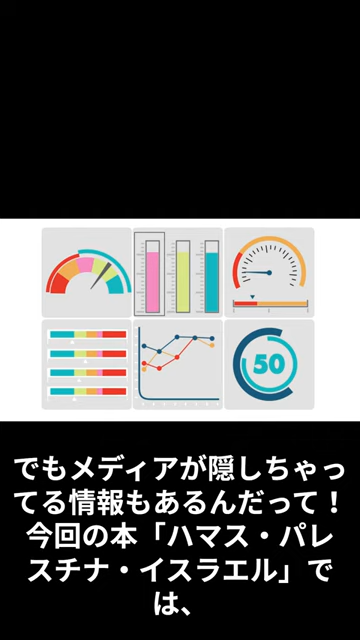 50
でもメディアが隠しちゃっ
てる情報もあるんだって！
今回の本「ハマス・パレ
スチナ・イスラエル」で
は、